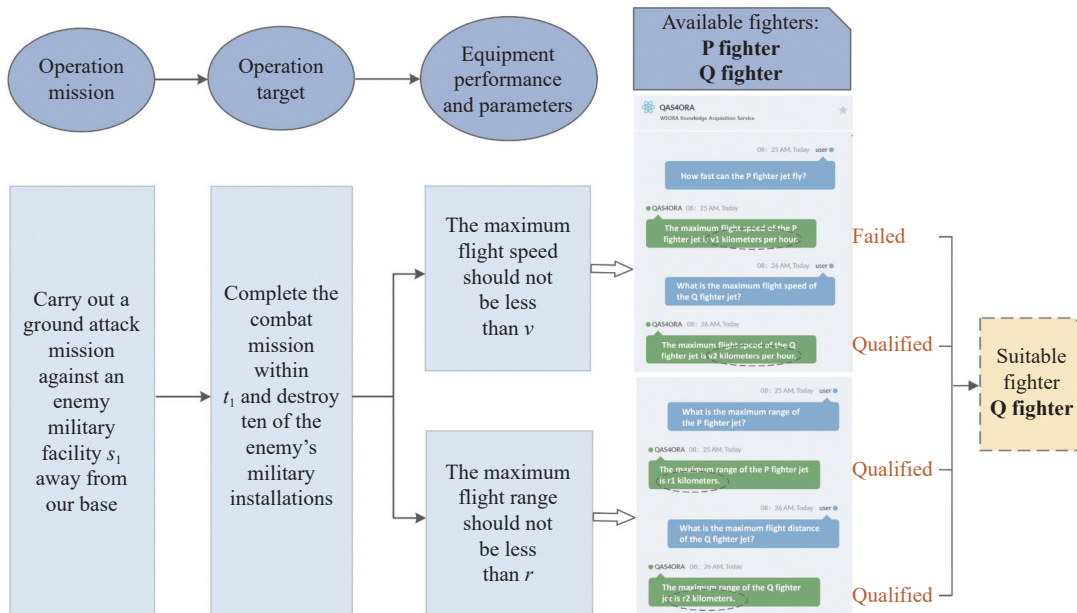 Operation
mission
Operation
target
Equipment
performance
and parameters
Available fighters:
P fighter
Q fighter
Carry out a
ground attack
mission
against an
enemy
military
facility s₁
away from
our base
Complete the
combat
mission
within
t₁ and destroy
ten of the
enemy's
military
installations
The maximum
flight speed
should not
be less
than v
The maximum
flight range
should not
be less
than r
QAS4ORA
WEORA Knowledge Acquisition Service
08: 25 AM, Today user
How fast can the P fighter jet fly?
QAS4ORA 08: 25 AM, Today
The maximum flight speed of the P
fighter jet is v1 kilometers per hour.
08: 26 AM, Today user
What is the maximum flight speed of
the Q fighter jet?
QAS4ORA 08: 26 AM, Today
The maximum flight speed of the Q
fighter jet is v2 kilometers per hour.
08: 25 AM, Today user
What is the maximum range of
the P fighter jet?
QAS4ORA 08: 25 AM, Today
The maximum range of the P fighter jet
is r1 kilometers.
08: 26 AM, Today user
What is the maximum flight distance
of the Q fighter jet?
QAS4ORA 08: 26 AM, Today
The maximum range of the Q fighter
jet is r2 kilometers.
Failed
Qualified
Qualified
Qualified
Suitable
fighter
Q fighter